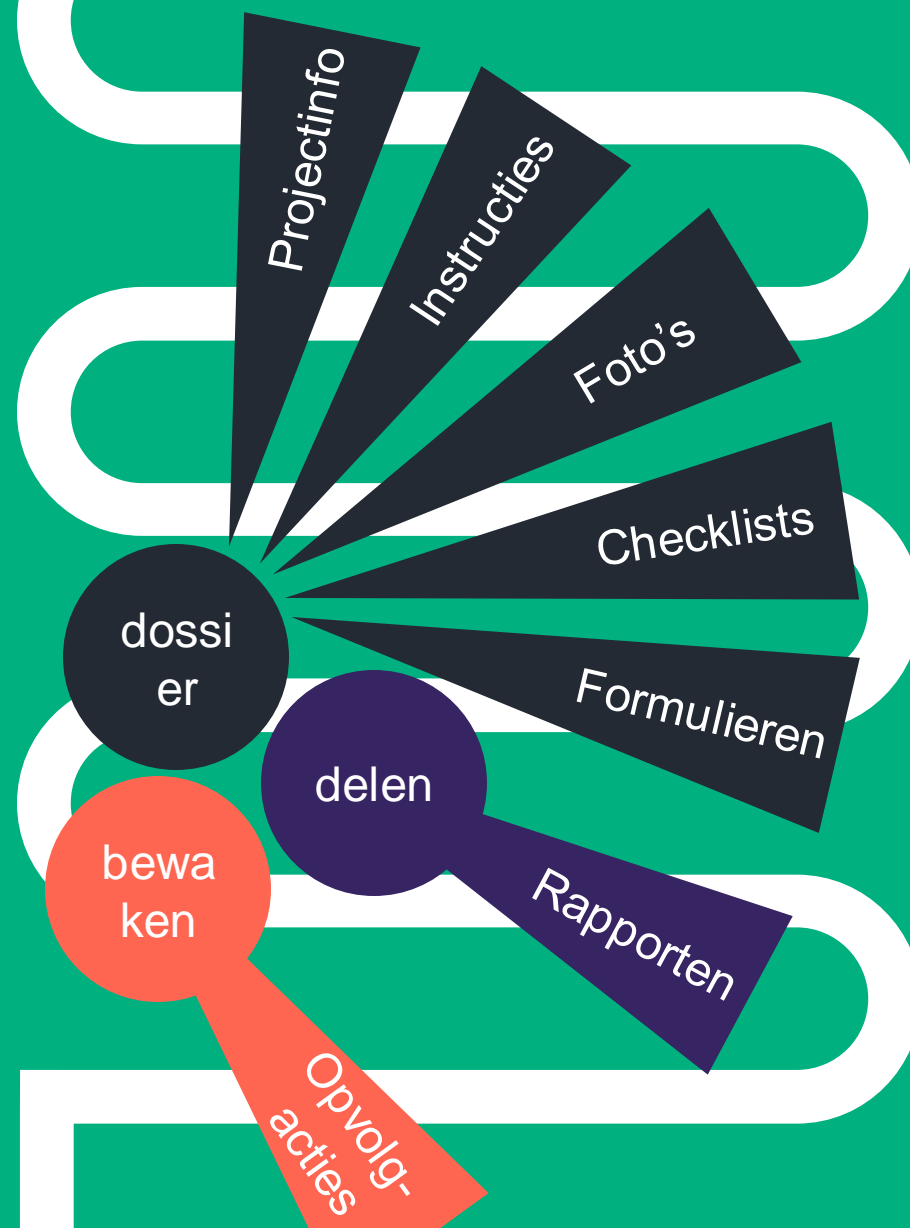 Projectinfo
Instructies
Foto’s
Checklists
Formulieren
dossi
er
delen
Rapporten
bewa
ken
Opvolg-
acties